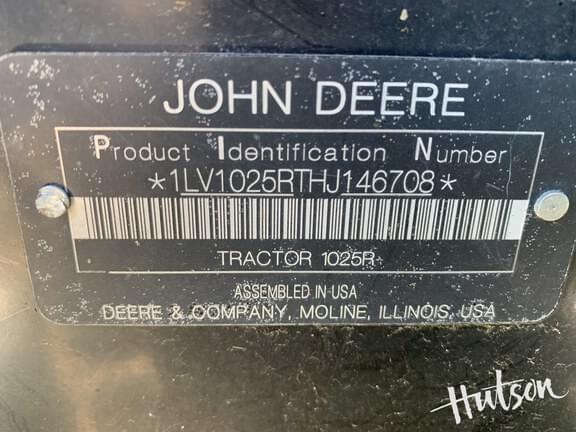 JOHN DEERE
Product Identification Number
*1LV1025RTHJ146708*
TRACTOR 1025R
ASSEMBLED IN USA
DEERE & COMPANY, MOLINE, ILLINOIS, USA
Hutson